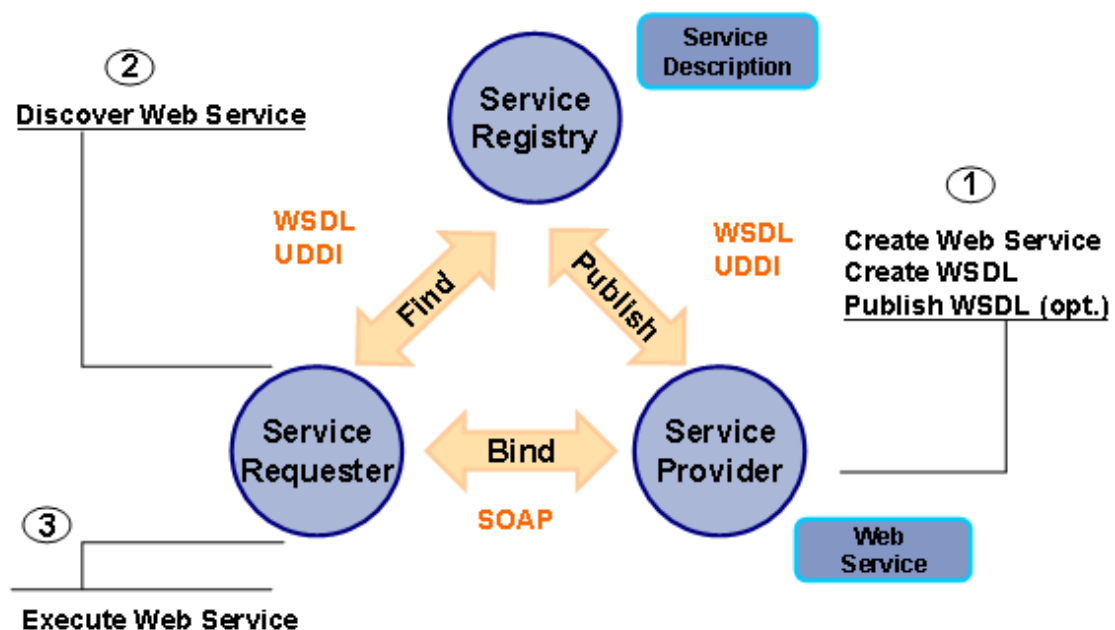 Service
Description
2
Discover Web Service
Service
Registry
1
WSDL
UDDI
WSDL
UDDI
Create Web Service
Create WSDL
Publish WSDL (opt.)
Find
Publish
Service
Requester
Bind
Service
Provider
SOAP
3
Web
Service
Execute Web Service